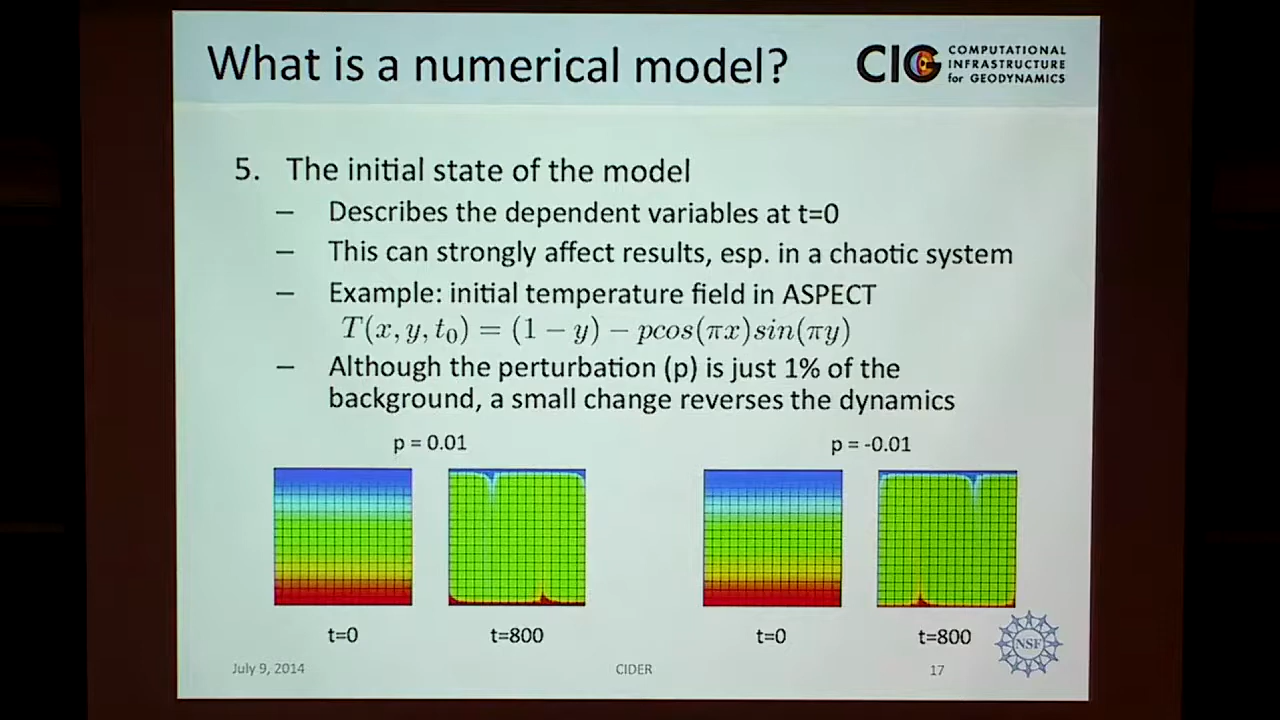 What is a numerical model?
CIG COMPUTATIONAL
INFRASTRUCTURE
for GEODYNAMICS
5. The initial state of the model
– Describes the dependent variables at t=0
– This can strongly affect results, esp. in a chaotic system
– Example: initial temperature field in ASPECT
T(x, y, t₀) = (1 − y) − pcos(πx)sin(πy)
– Although the perturbation (p) is just 1% of the
background, a small change reverses the dynamics
p = 0.01
p = -0.01
t=0
t=800
t=0
t=800
NSF
July 9, 2014
CIDER
17